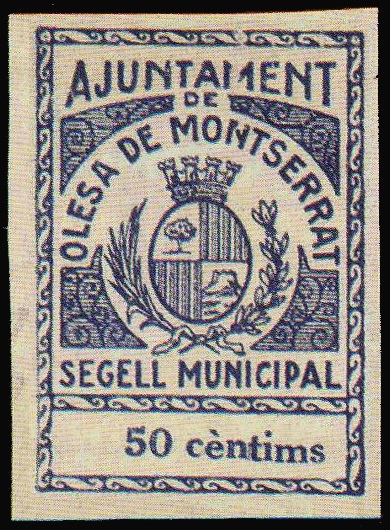 AJUNTAMENT
DE
OLESA DE MONTSERRAT
SEGELL MUNICIPAL
50 cèntims